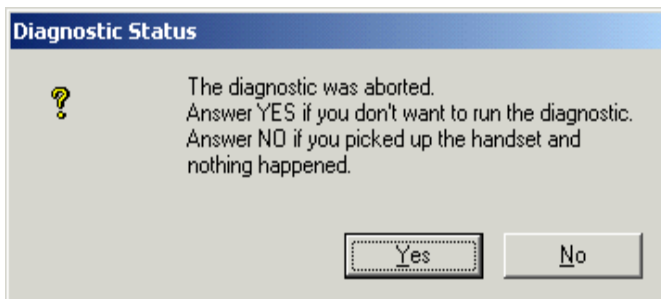 Diagnostic Status
The diagnostic was aborted.
Answer YES if you don't want to run the diagnostic.
Answer NO if you picked up the handset and
nothing happened.
Yes
No